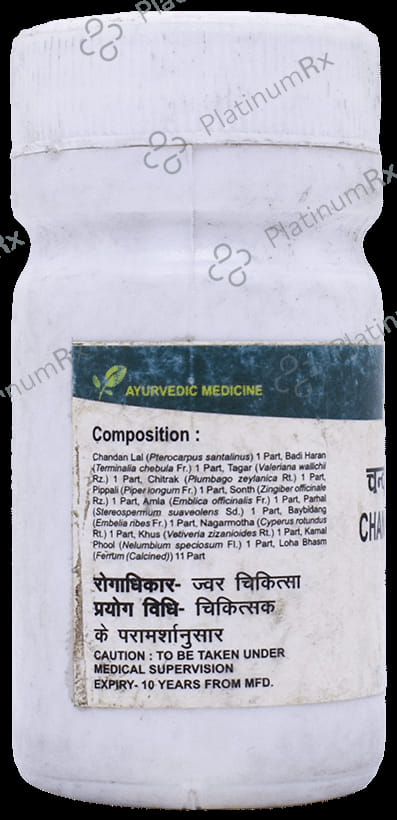 PlatinumRx
PlatinumRx
PlatinumRx
PlatinumRx
AYURVEDIC MEDICINE
Composition :
Chandan Lal (Pterocarpus santalinus) 1 Part, Badi Haran
(Terminalia chebula Fr.) 1 Part, Tagar (Valeriana wallichii
Rz.) 1 Part, Chitrak (Plumbago zeylanica Rt.) 1 Part,
Pippali (Piper longum Fr.) 1 Part, Sonth (Zingiber officinale
Rz.) 1 Part, Amla (Emblica officinalis Fr.) 1 Part, Parhal
(Stereospermum suaveolens Sd.) 1 Part, Baybidang
(Embelia ribes Fr.) 1 Part, Nagarmotha (Cyperus rotundus
Rt.) 1 Part, Khus (Vetiveria zizanioides Rt.) 1 Part, Kamal
Phool (Nelumbium speciosum Fl.) 1 Part, Loha Bhasm
(Ferrum (Calcined)) 11 Part
रोगाधिकार- ज्वर चिकित्सा
प्रयोग विधि- चिकित्सक
के परामर्शानुसार
CAUTION : TO BE TAKEN UNDER
MEDICAL SUPERVISION
EXPIRY- 10 YEARS FROM MFD.